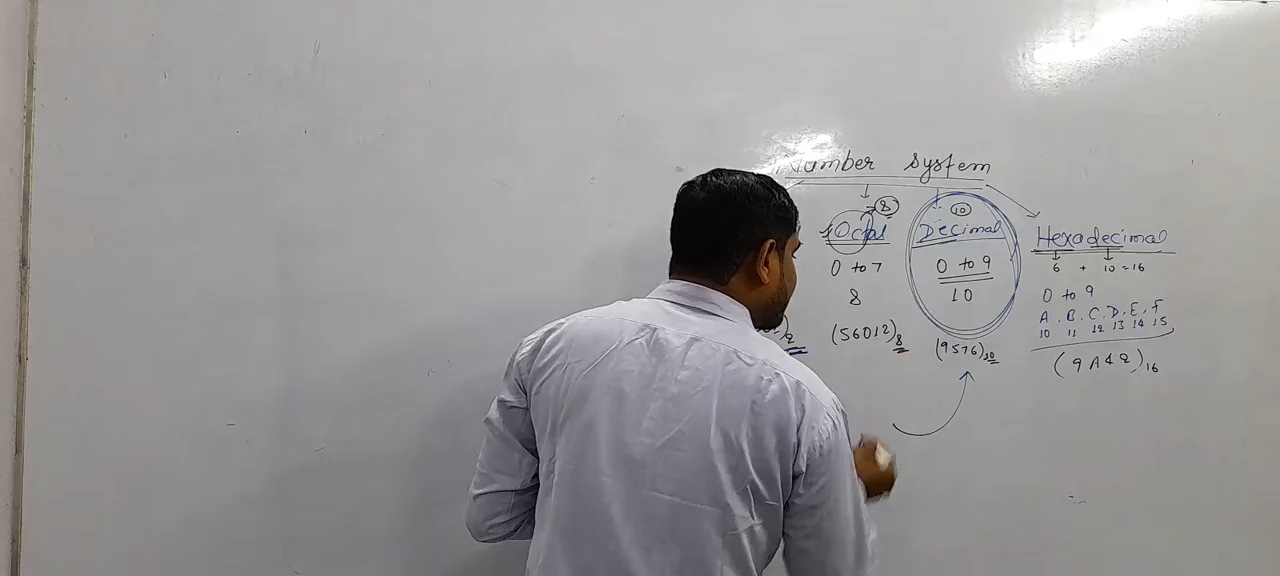 Number System
Octal 8
0 to 7
8
(56012)8
Decimal 10
0 to 9
10
(9576)10
Hexadecimal
6 + 10 = 16
0 to 9
A . B . C . D . E . F
10 11 12 13 14 15
(9A42)16